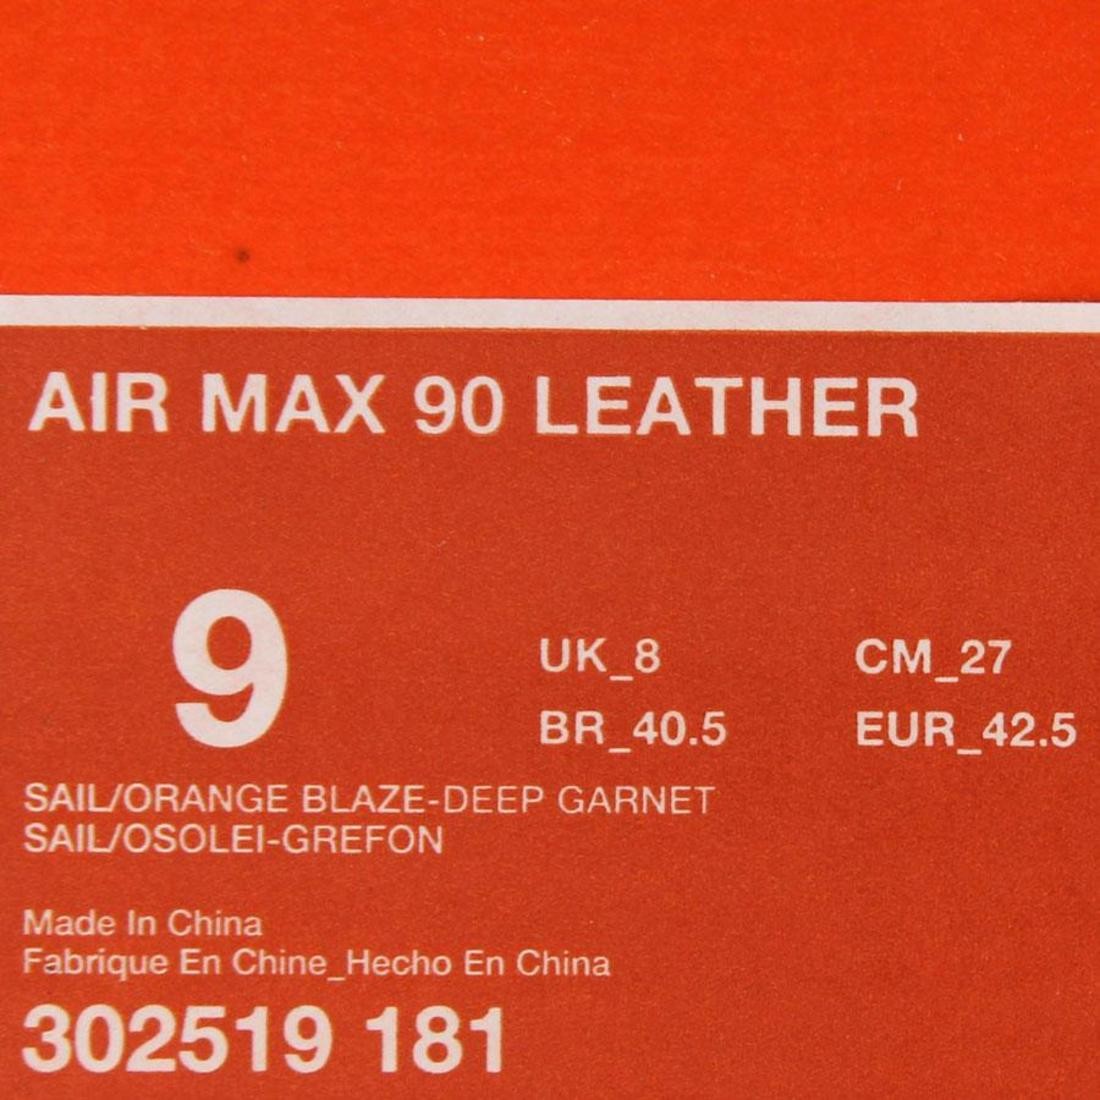 AIR MAX 90 LEATHER
9
UK_8 CM_27
BR_40.5 EUR_42.5
SAIL/ORANGE BLAZE-DEEP GARNET
SAIL/OSOLEI-GREFON
Made In China
Fabrique En Chine_Hecho En China
302519 181